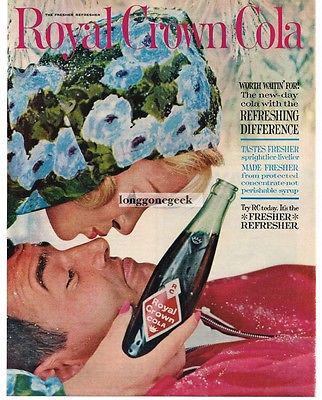 THE FRESHER REFRESHER
Royal Crown Cola
WORTH WAITIN' FOR!
The new-day
cola with the
REFRESHING
DIFFERENCE
TASTES FRESHER
sprightlier-livelier
MADE FRESHER
from protected
concentrate-not
perishable syrup
Try RC today. It's the
*FRESHER
REFRESHER
longgonegeek
RC
Royal
Crown
COLA